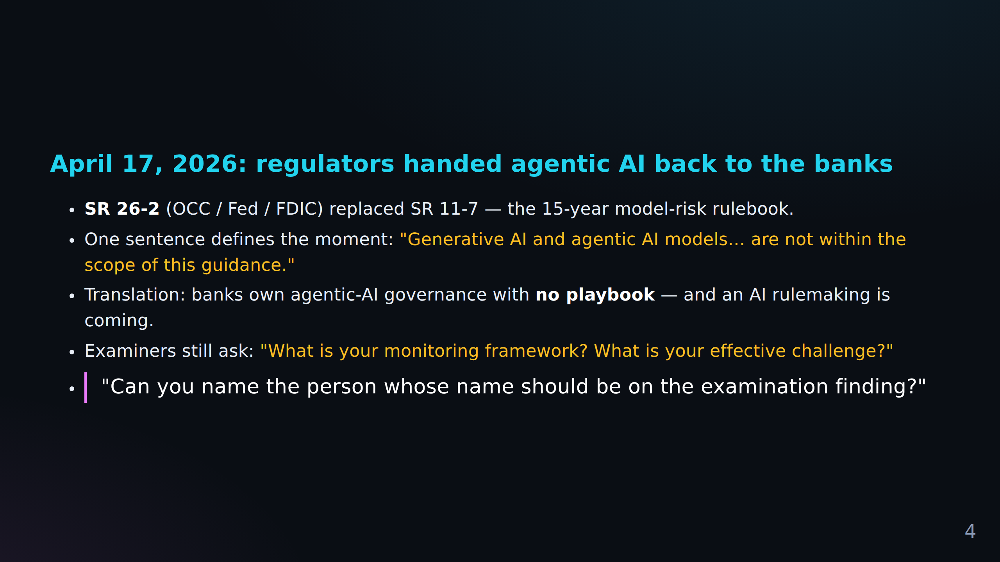 April 17, 2026: regulators handed agentic AI back to the banks
• SR 26-2 (OCC / Fed / FDIC) replaced SR 11-7 — the 15-year model-risk rulebook.
• One sentence defines the moment: "Generative AI and agentic AI models… are not within the
scope of this guidance."
• Translation: banks own agentic-AI governance with no playbook — and an AI rulemaking is
coming.
• Examiners still ask: "What is your monitoring framework? What is your effective challenge?"
• "Can you name the person whose name should be on the examination finding?"
4